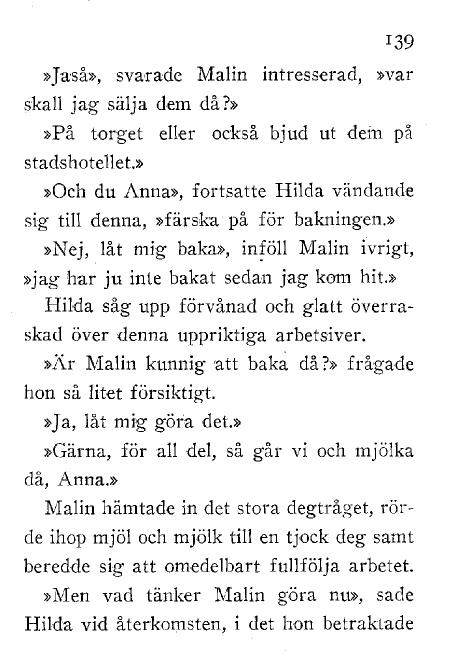 139
»Jaså», svarade Malin intresserad, »var
skall jag sälja dem då?»
»På torget eller också bjud ut dem på
stadshotellet.»
»Och du Anna», fortsatte Hilda vändande
sig till denna, »färska på för bakningen.»
»Nej, låt mig baka», inföll Malin ivrigt,
»jag har ju inte bakat sedan jag kom hit.»
Hilda såg upp förvånad och glatt överra-
skad över denna uppriktiga arbetsiver.
»Är Malin kunnig att baka då?» frågade
hon så litet försiktigt.
»Ja, låt mig göra det.»
»Gärna, för all del, så går vi och mjölka
då, Anna.»
Malin hämtade in det stora degtråget, rör-
de ihop mjöl och mjölk till en tjock deg samt
beredde sig att omedelbart fullfölja arbetet.
»Men vad tänker Malin göra nu», sade
Hilda vid återkomsten, i det hon betraktade